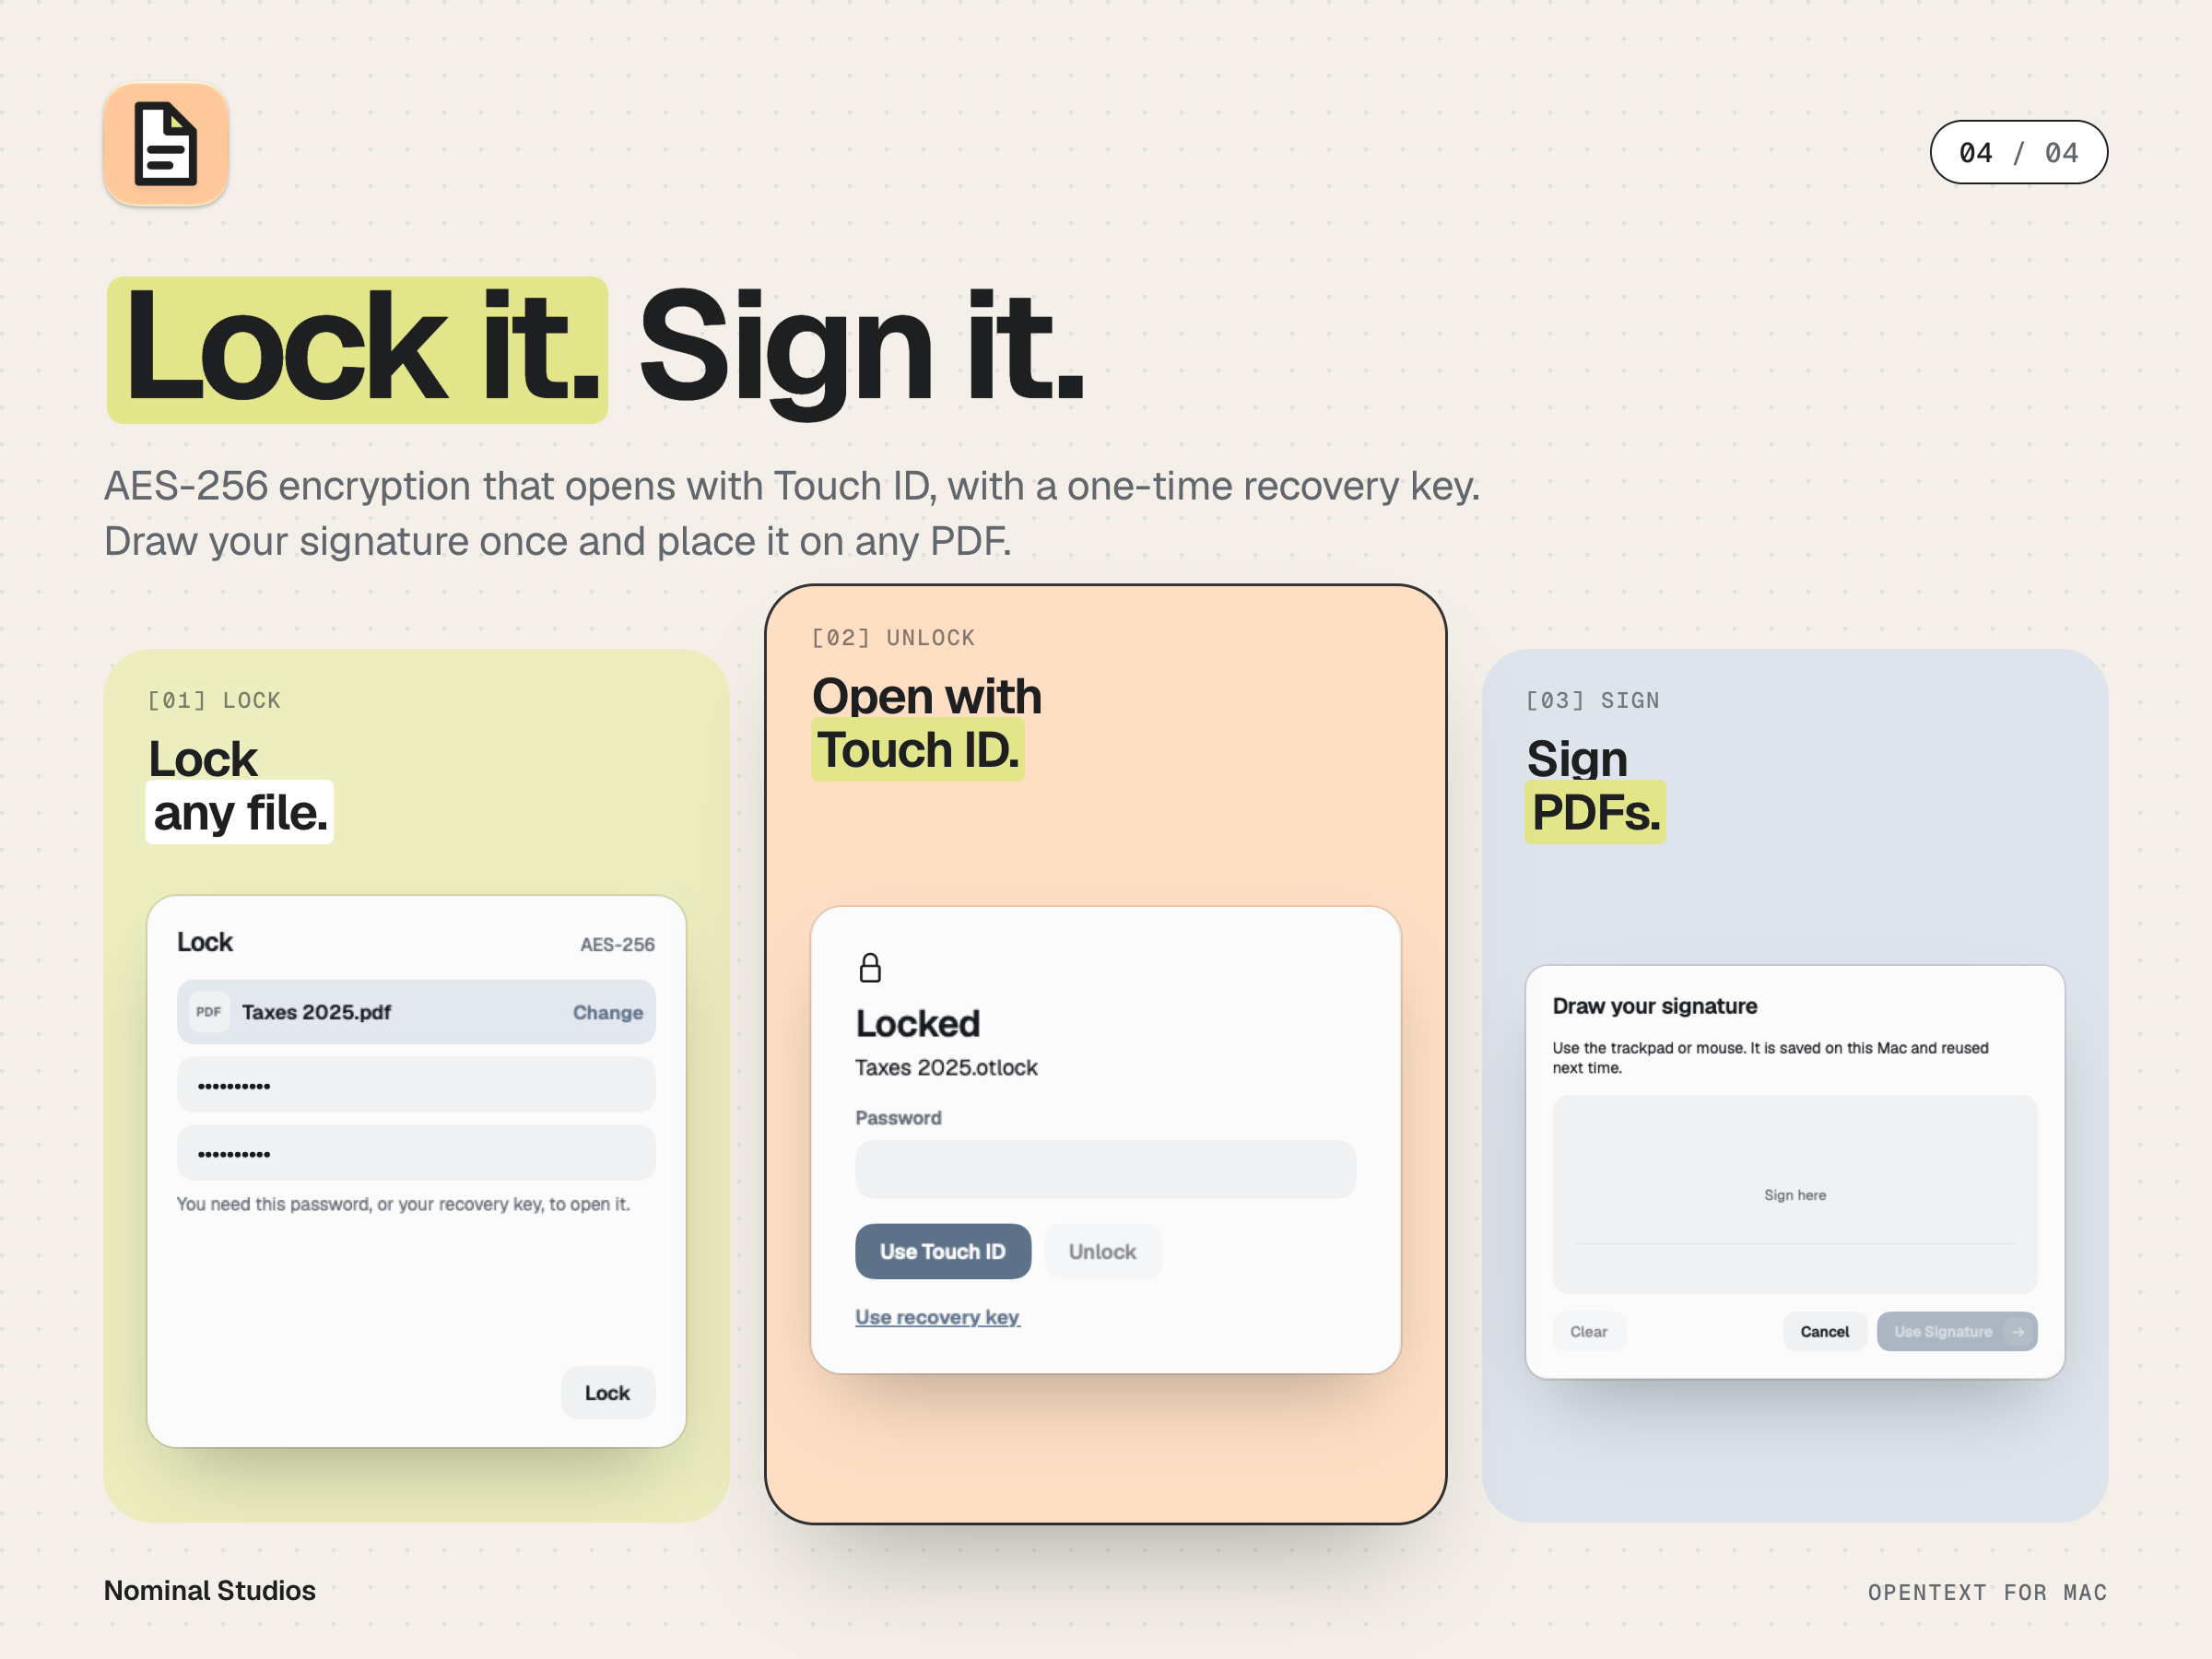 04 / 04
Lock it. Sign it.
AES-256 encryption that opens with Touch ID, with a one-time recovery key.
Draw your signature once and place it on any PDF.
[01] LOCK
Lock
any file.
Lock
AES-256
PDF
Taxes 2025.pdf
Change
••••••••••
••••••••••
You need this password, or your recovery key, to open it.
Lock
[02] UNLOCK
Open with
Touch ID.
Locked
Taxes 2025.otlock
Password
Use Touch ID
Unlock
Use recovery key
[03] SIGN
Sign
PDFs.
Draw your signature
Use the trackpad or mouse. It is saved on this Mac and reused
next time.
Sign here
Clear
Cancel
Use Signature →
Nominal Studios
OPENTEXT FOR MAC